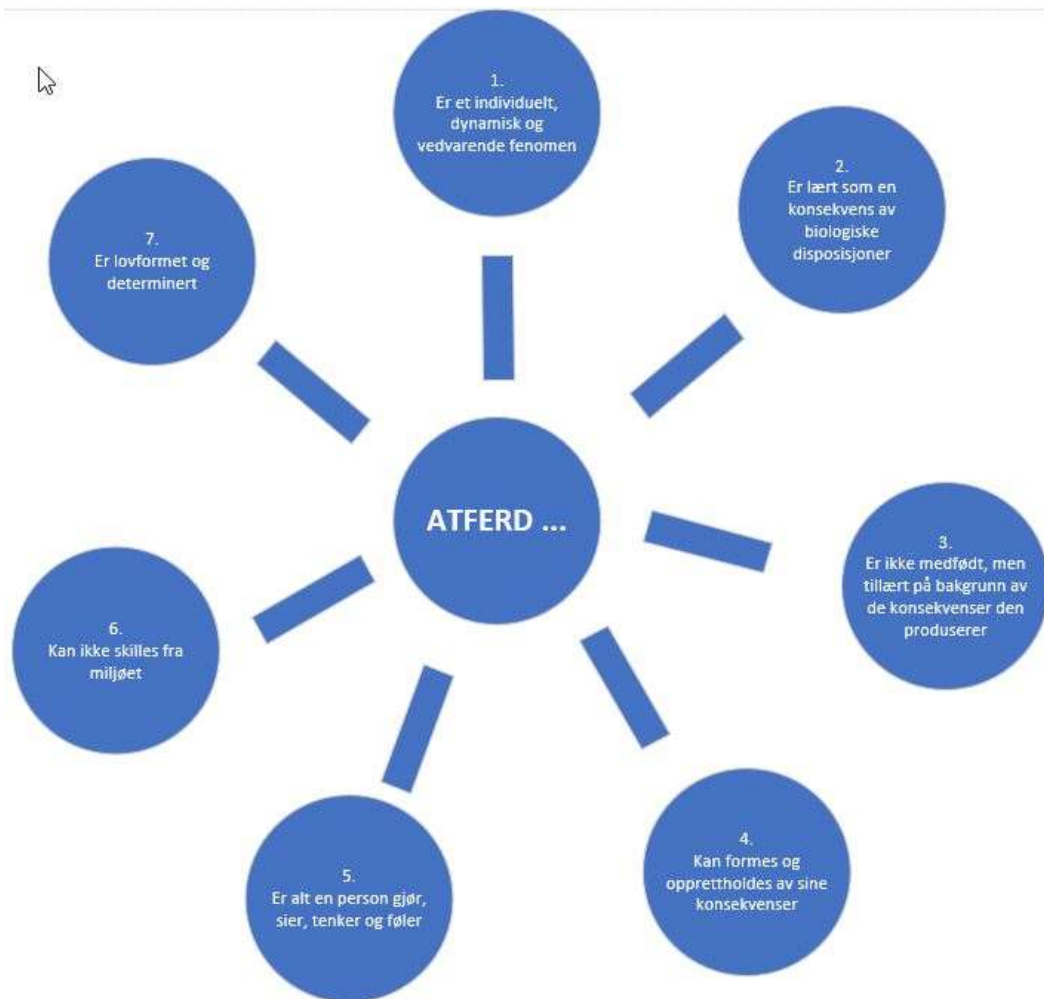 1.
Er et individuelt,
dynamisk og
vedvarende fenomen
2.
Er lært som en
konsekvens av
biologiske
disposisjoner
3.
Er ikke medfødt, men
tillært på bakgrunn av
de konsekvenser den
produserer
4.
Kan formes og
opprettholdes av sine
konsekvenser
5.
Er alt en person gjør,
sier, tenker og føler
6.
Kan ikke skilles fra
miljøet
7.
Er lovformet og
determinert
ATFERD ...